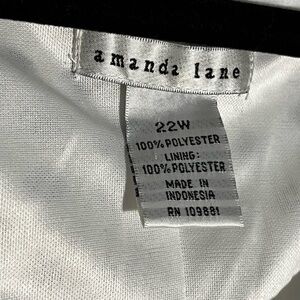 amanda lane
22W
100% POLYESTER
LINING:
100% POLYESTER
MADE IN
INDONESIA
RN 109881